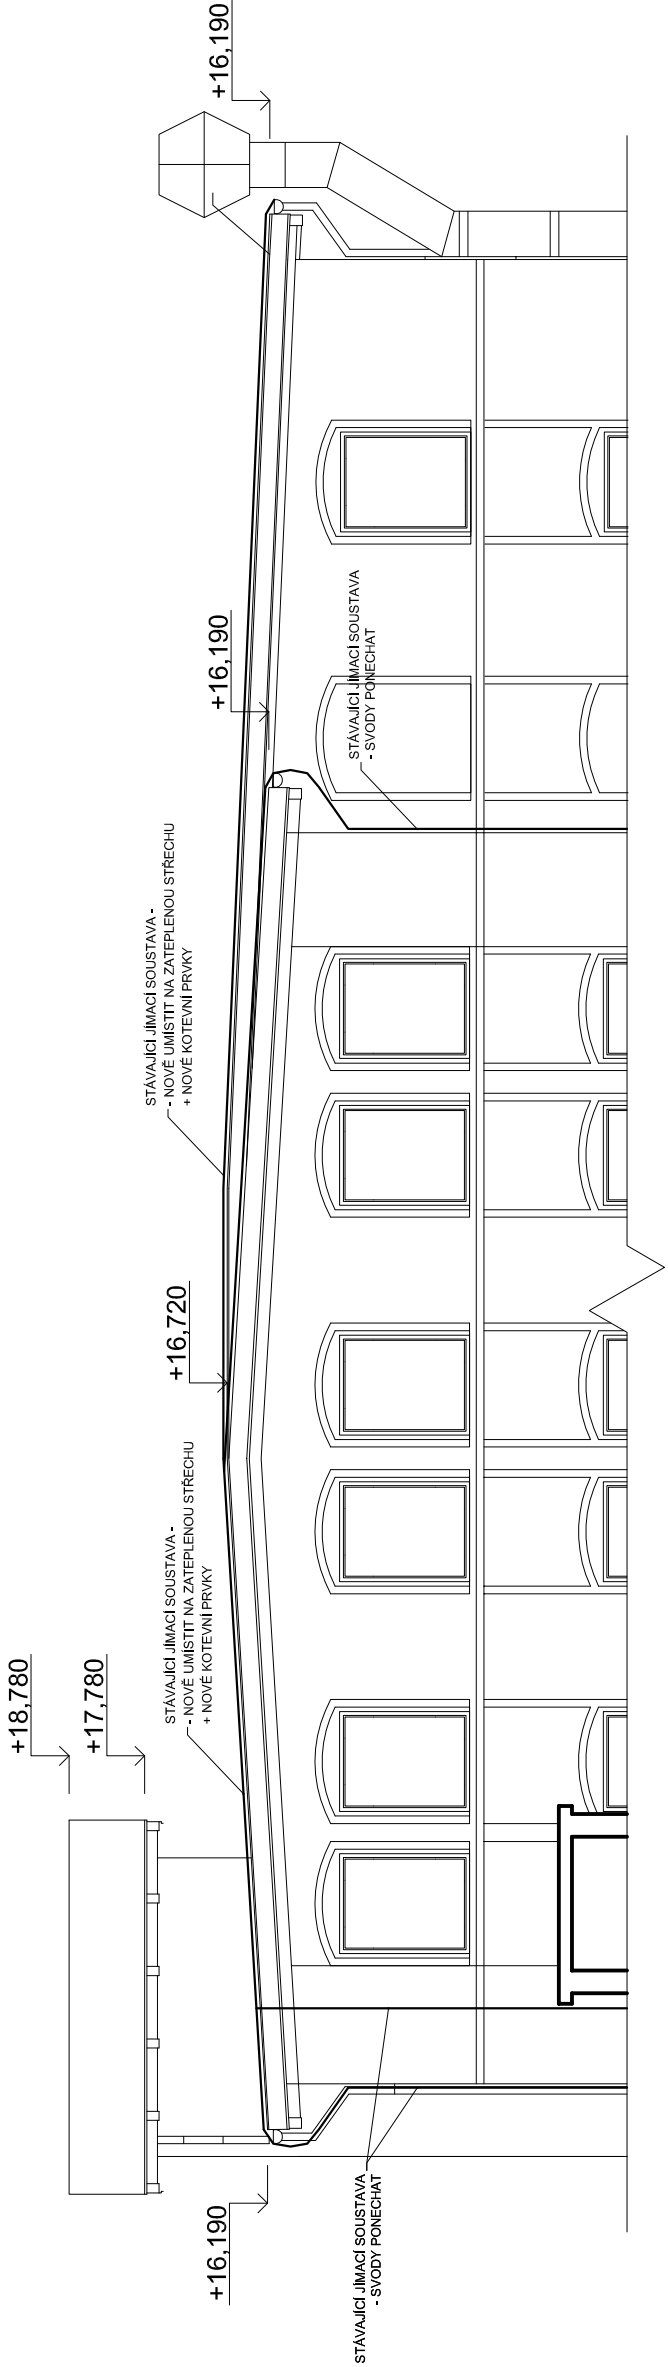 +18,780
+17,780
+16,190
STÁVAJÍCÍ JÍMACÍ SOUSTAVA -
- NOVĚ UMÍSTIT NA ZATEPLENOU STŘECHU
+ NOVÉ KOTEVNÍ PRVKY
+16,720
STÁVAJÍCÍ JÍMACÍ SOUSTAVA -
- NOVĚ UMÍSTIT NA ZATEPLENOU STŘECHU
+ NOVÉ KOTEVNÍ PRVKY
+16,190
+16,190
STÁVAJÍCÍ JÍMACÍ SOUSTAVA
- SVODY PONECHAT
STÁVAJÍCÍ JÍMACÍ SOUSTAVA
- SVODY PONECHAT